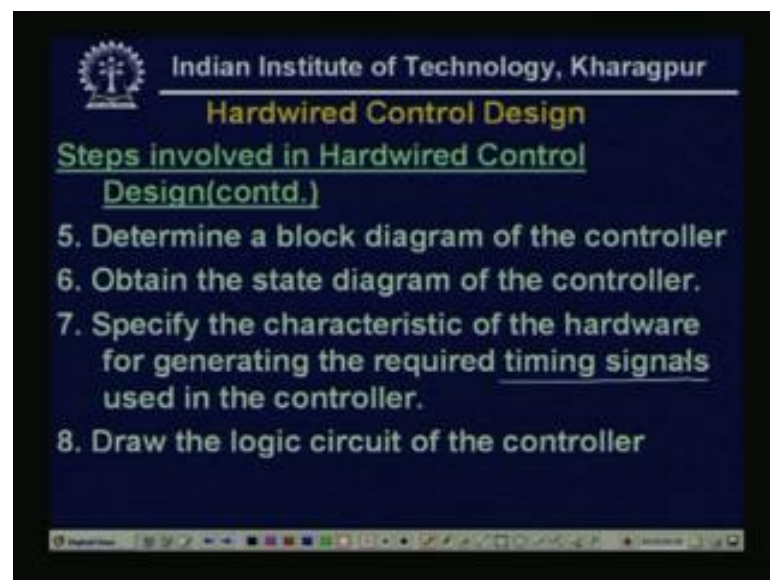 Indian Institute of Technology, Kharagpur
Hardwired Control Design
Steps involved in Hardwired Control
Design(contd.)
5. Determine a block diagram of the controller
6. Obtain the state diagram of the controller.
7. Specify the characteristic of the hardware
for generating the required timing signals
used in the controller.
8. Draw the logic circuit of the controller